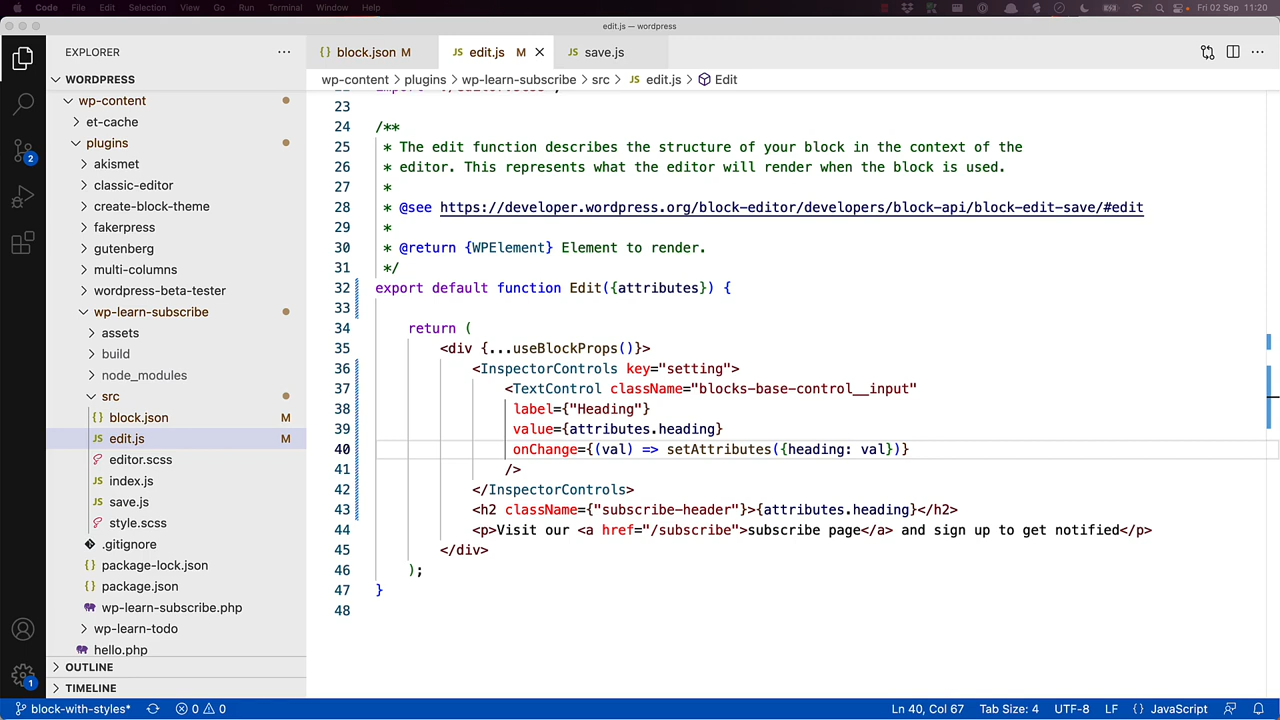 Code File Edit Selection View Go Run Terminal Window Help Fri 02 Sep 11:20
edit.js — wordpress
EXPLORER
{} block.json M JS edit.js M JS save.js
WORDPRESS
wp-content > plugins > wp-learn-subscribe > src > JS edit.js > Edit
wp-content
et-cache
plugins
akismet
classic-editor
create-block-theme
fakerpress
gutenberg
multi-columns
wordpress-beta-tester
wp-learn-subscribe
assets
build
node_modules
src
{} block.json M
JS edit.js M
editor.scss
JS index.js
JS save.js
style.scss
.gitignore
{} package-lock.json
{} package.json
wp-learn-subscribe.php
wp-learn-todo
hello.php
OUTLINE
TIMELINE
2
1
23
24 /**
25 * The edit function describes the structure of your block in the context of the
26 * editor. This represents what the editor will render when the block is used.
27 *
28 * @see https://developer.wordpress.org/block-editor/developers/block-api/block-edit-save/#edit
29 *
30 * @return {WPElement} Element to render.
31 */
32 export default function Edit({attributes}) {
33
34 return (
35 <div {...useBlockProps()}>
36 <InspectorControls key="setting">
37 <TextControl className="blocks-base-control__input"
38 label={"Heading"}
39 value={attributes.heading}
40 onChange={(val) => setAttributes({heading: val})}
41 />
42 </InspectorControls>
43 <h2 className={"subscribe-header"}>{attributes.heading}</h2>
44 <p>Visit our <a href="/subscribe">subscribe page</a> and sign up to get notified</p>
45 </div>
46 );
47 }
48
block-with-styles* 0 0 Ln 40, Col 67 Tab Size: 4 UTF-8 LF {} JavaScript